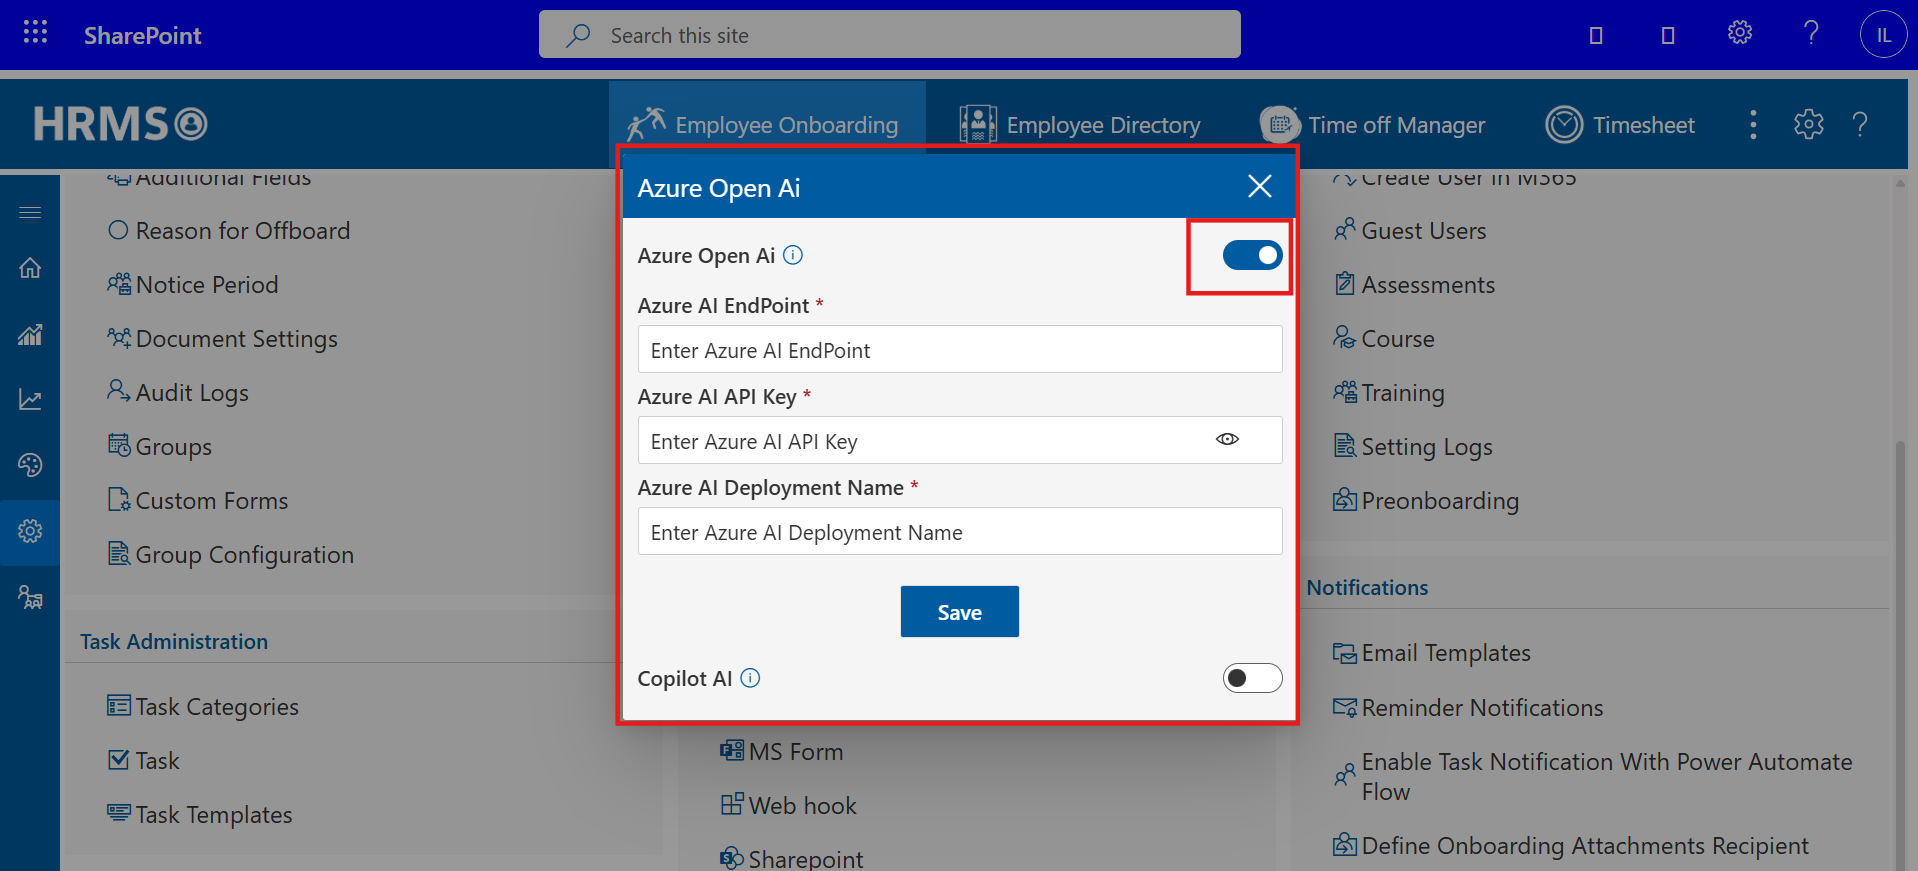 SharePoint
Search this site
IL
HRMS
Employee Onboarding
Employee Directory
Time off Manager
Timesheet
Additional Fields
Reason for Offboard
Notice Period
Document Settings
Audit Logs
Groups
Custom Forms
Group Configuration
Task Administration
Task Categories
Task
Task Templates
Azure Open Ai
Azure Open Ai
Azure AI EndPoint *
Enter Azure AI EndPoint
Azure AI API Key *
Enter Azure AI API Key
Azure AI Deployment Name *
Enter Azure AI Deployment Name
Save
Copilot AI
MS Form
Web hook
Sharepoint
Create User in M365
Guest Users
Assessments
Course
Training
Setting Logs
Preonboarding
Notifications
Email Templates
Reminder Notifications
Enable Task Notification With Power Automate
Flow
Define Onboarding Attachments Recipient